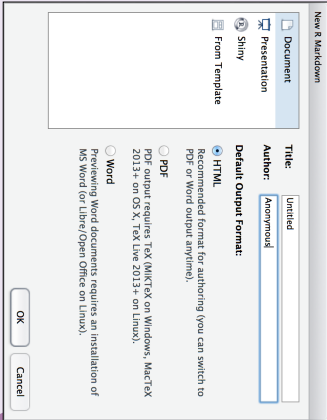 New R Markdown
Document
Presentation
Shiny
From Template
Title:
Untitled
Author:
Anonymous
Default Output Format:
HTML
Recommended format for authoring (you can switch to
PDF or Word output anytime).
PDF
PDF output requires TeX (MiKTeX on Windows, MacTeX
2013+ on OS X, TeX Live 2013+ on Linux).
Word
Previewing Word documents requires an installation of
MS Word (or Libre/Open Office on Linux).
OK
Cancel